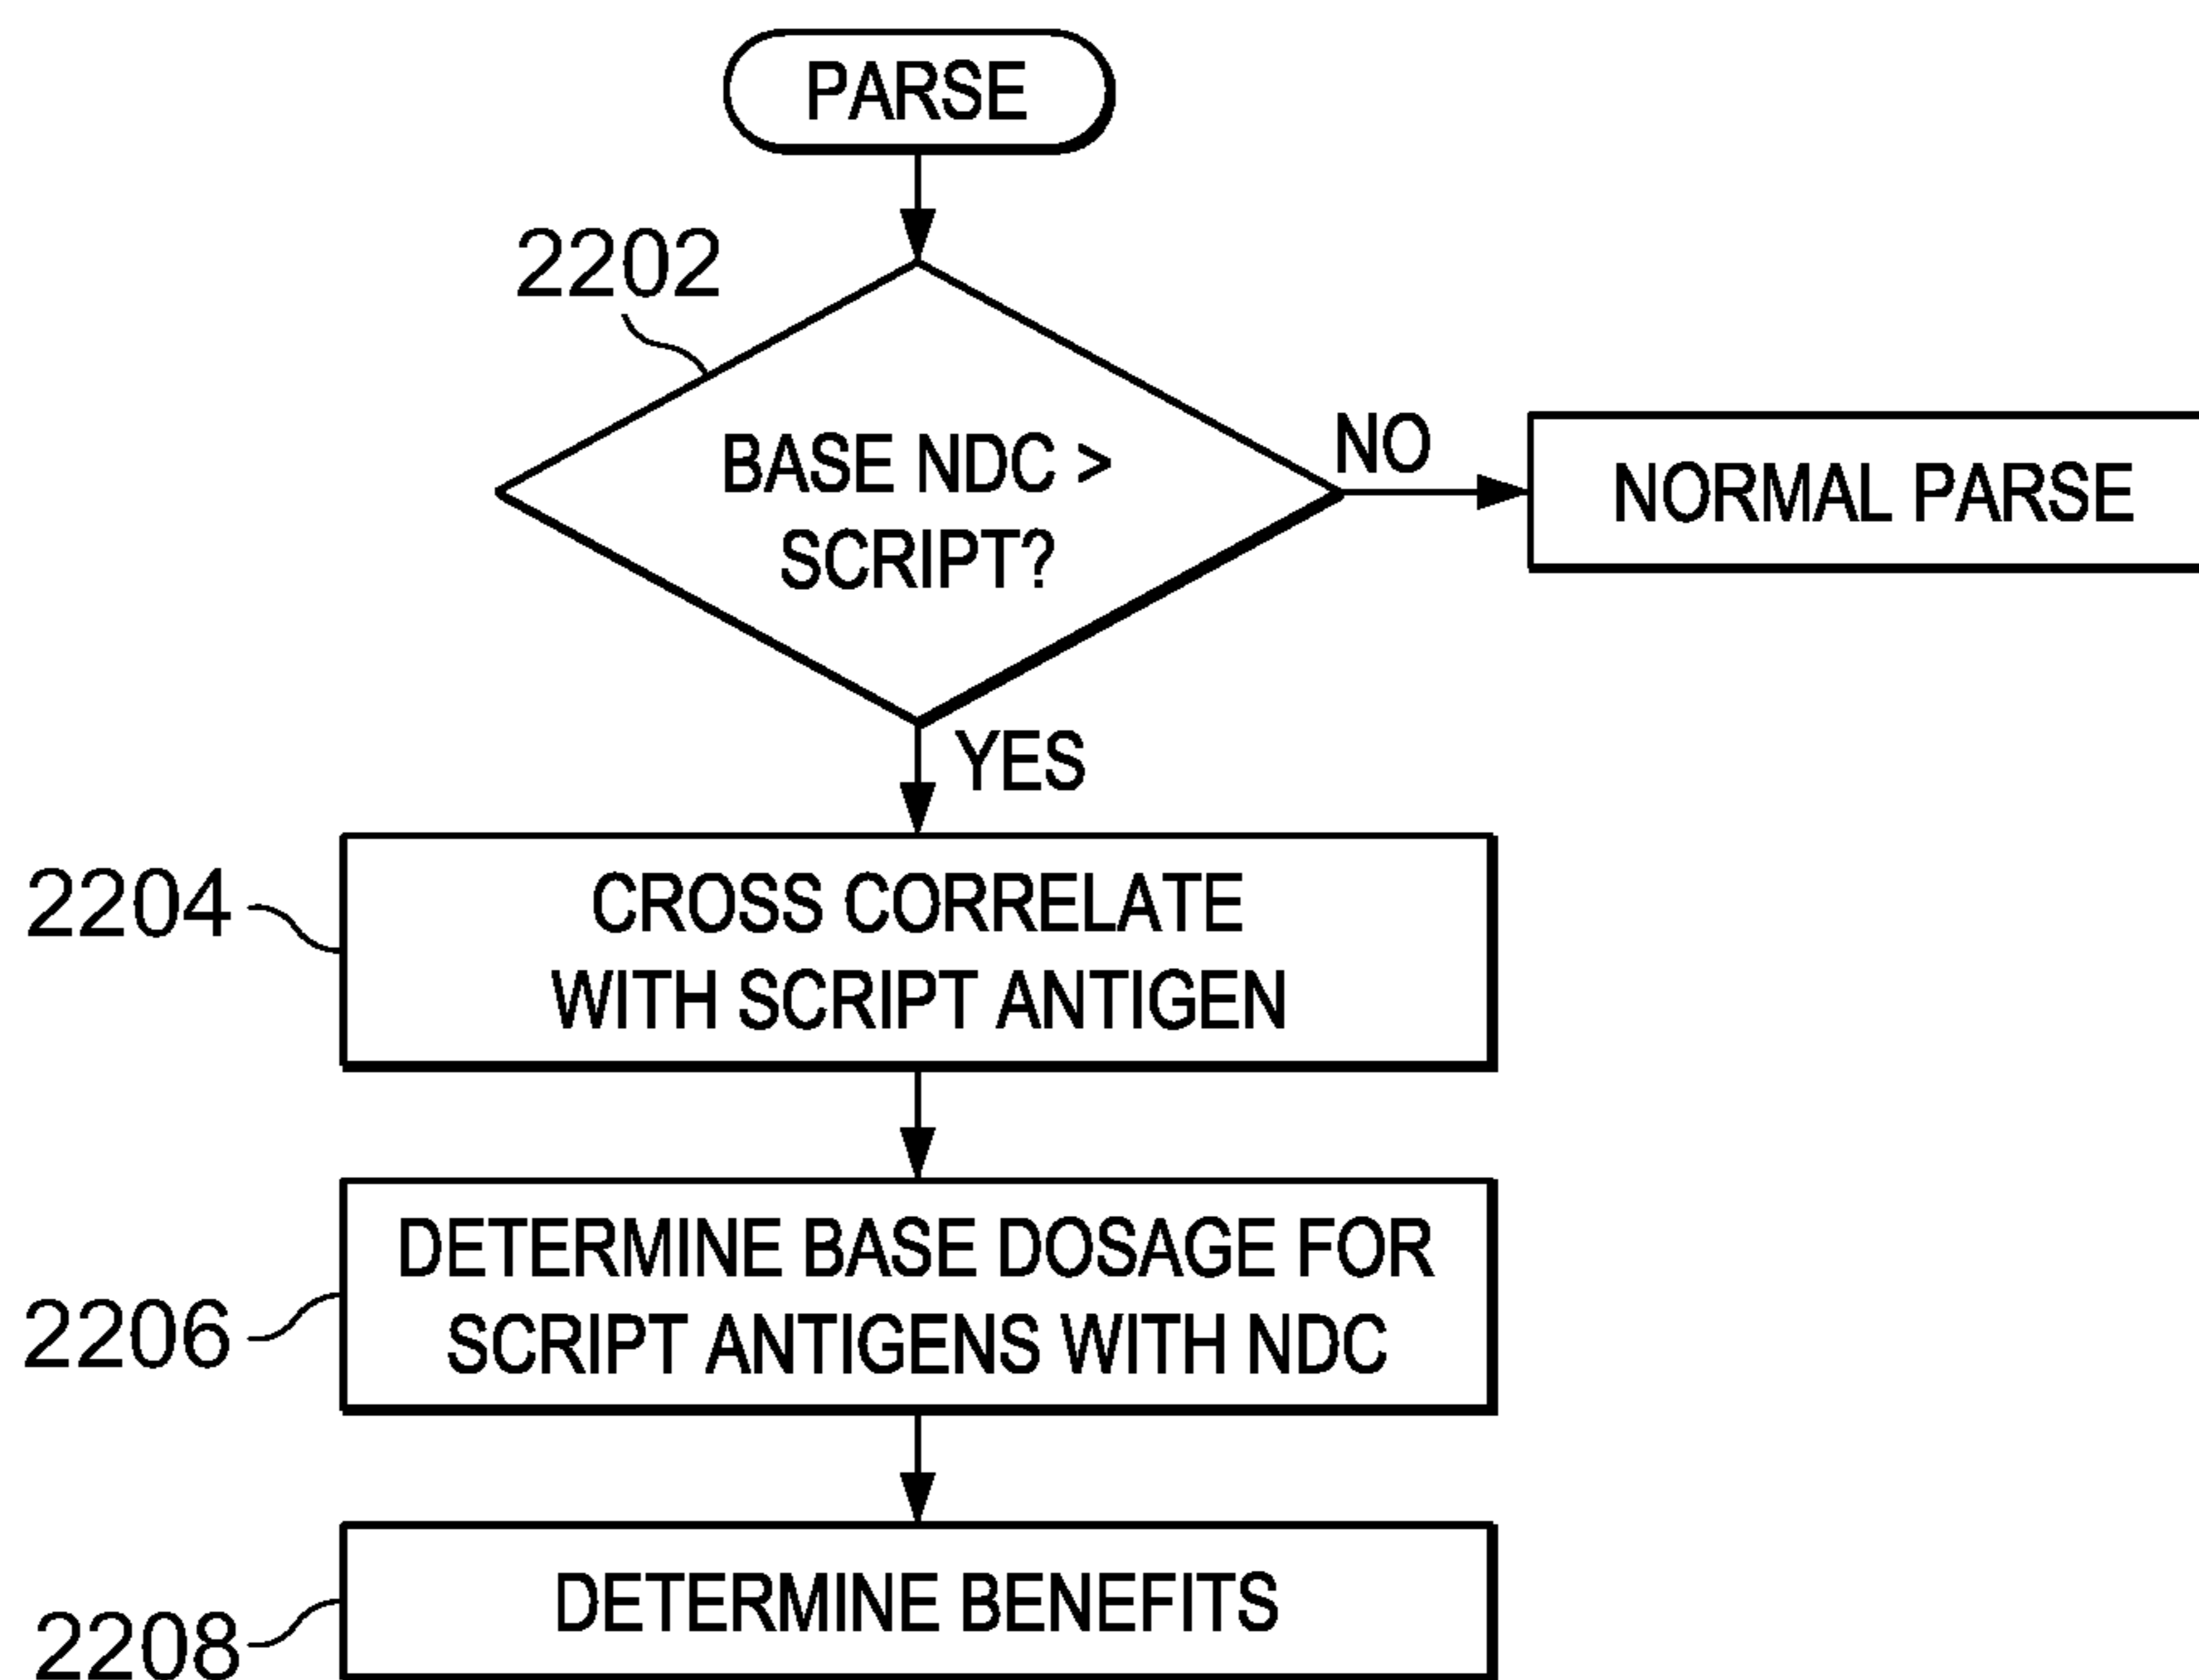 PARSE
2202
BASE NDC >
SCRIPT?
NO
NORMAL PARSE
YES
2204
CROSS CORRELATE
WITH SCRIPT ANTIGEN
2206
DETERMINE BASE DOSAGE FOR
SCRIPT ANTIGENS WITH NDC
2208
DETERMINE BENEFITS